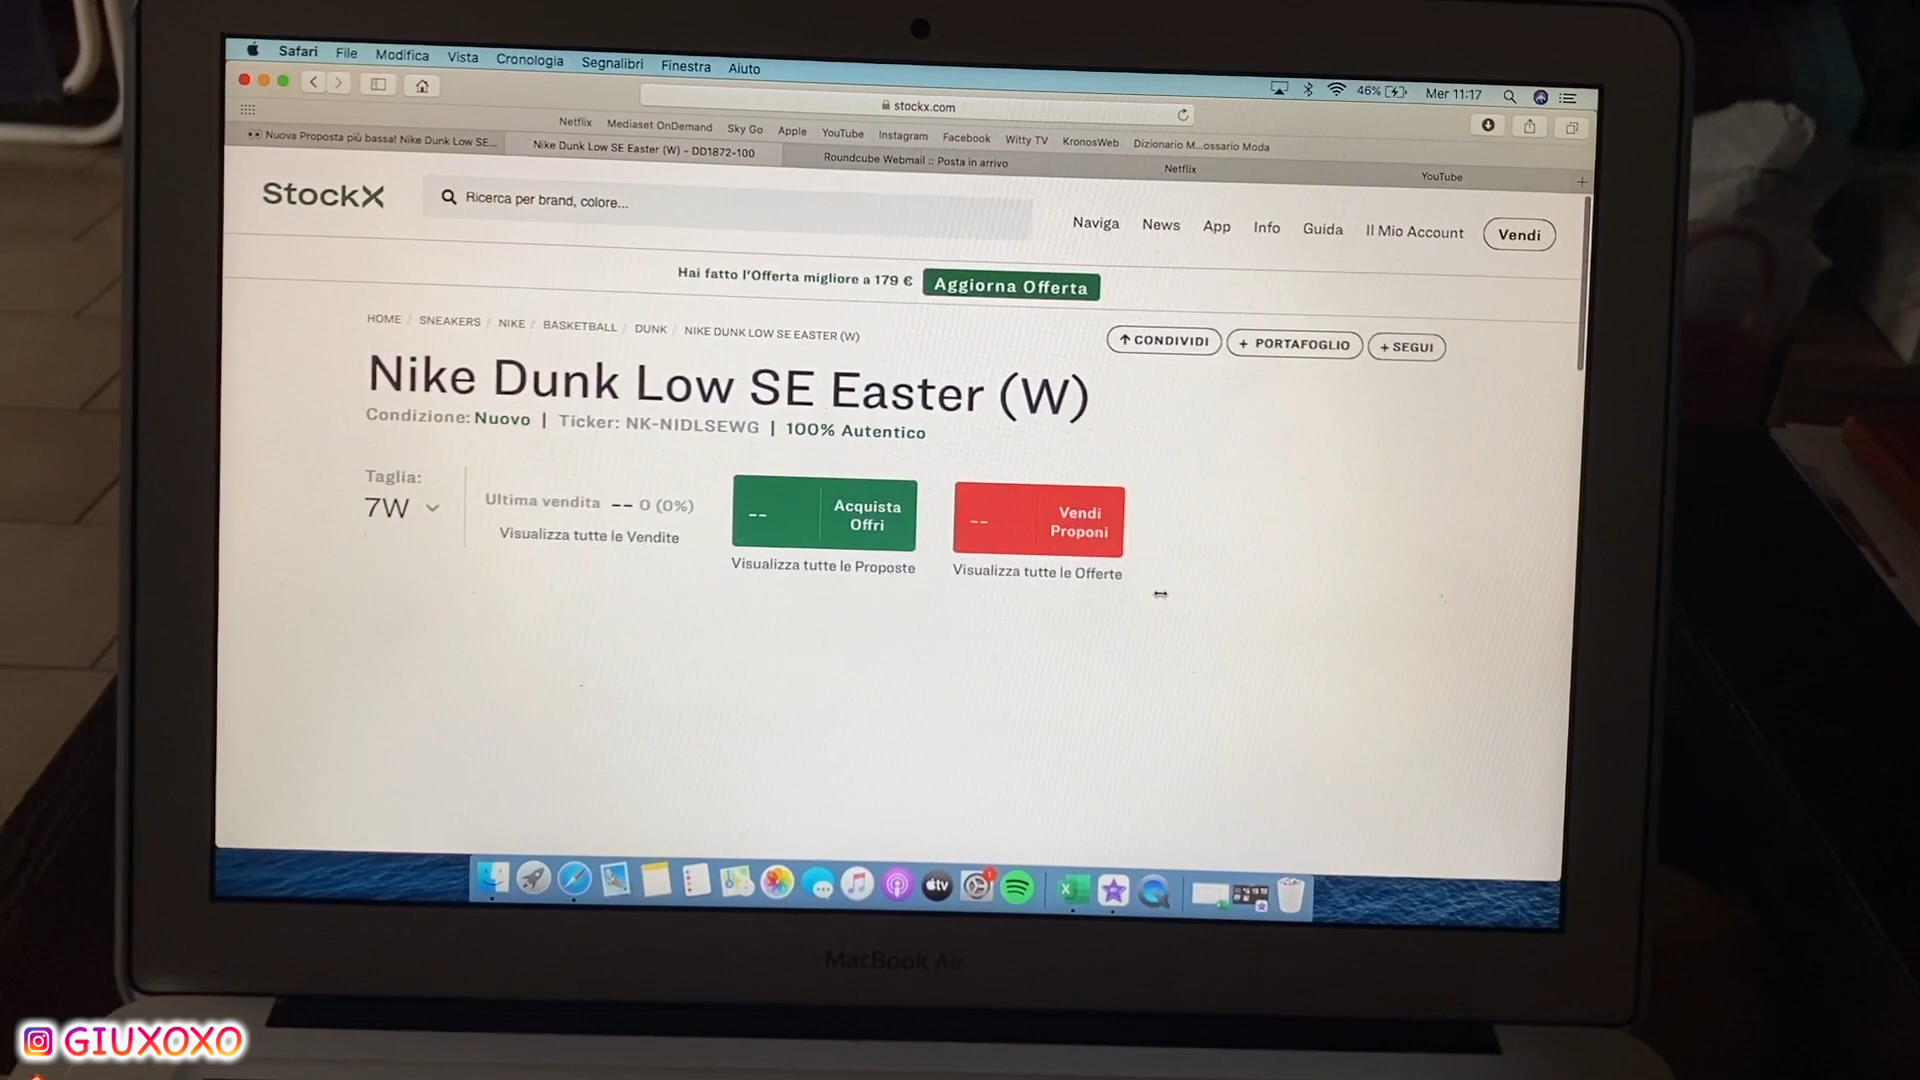 Safari File Modifica Vista Cronologia Segnalibri Finestra Aiuto
46% Mer 11:17
stockx.com
Netflix Mediaset OnDemand Sky Go Apple YouTube Instagram Facebook Witty TV KronosWeb Dizionario M...ossario Moda
Nuova Proposta più bassa! Nike Dunk Low SE... Nike Dunk Low SE Easter (W) - DD1872-100 Roundcube Webmail :: Posta in arrivo Netflix YouTube
StockX Ricerca per brand, colore... Naviga News App Info Guida Il Mio Account Vendi
Hai fatto l'Offerta migliore a 179 € Aggiorna Offerta
HOME / SNEAKERS / NIKE / BASKETBALL / DUNK / NIKE DUNK LOW SE EASTER (W)
CONDIVIDI + PORTAFOGLIO + SEGUI
Nike Dunk Low SE Easter (W)
Condizione: Nuovo | Ticker: NK-NIDLSEWG | 100% Autentico
Taglia:
7W
Ultima vendita -- 0 (0%)
Visualizza tutte le Vendite
-- Acquista
Offri
Visualizza tutte le Proposte
-- Vendi
Proponi
Visualizza tutte le Offerte
tv
1
MacBook Air
GIUXOXO